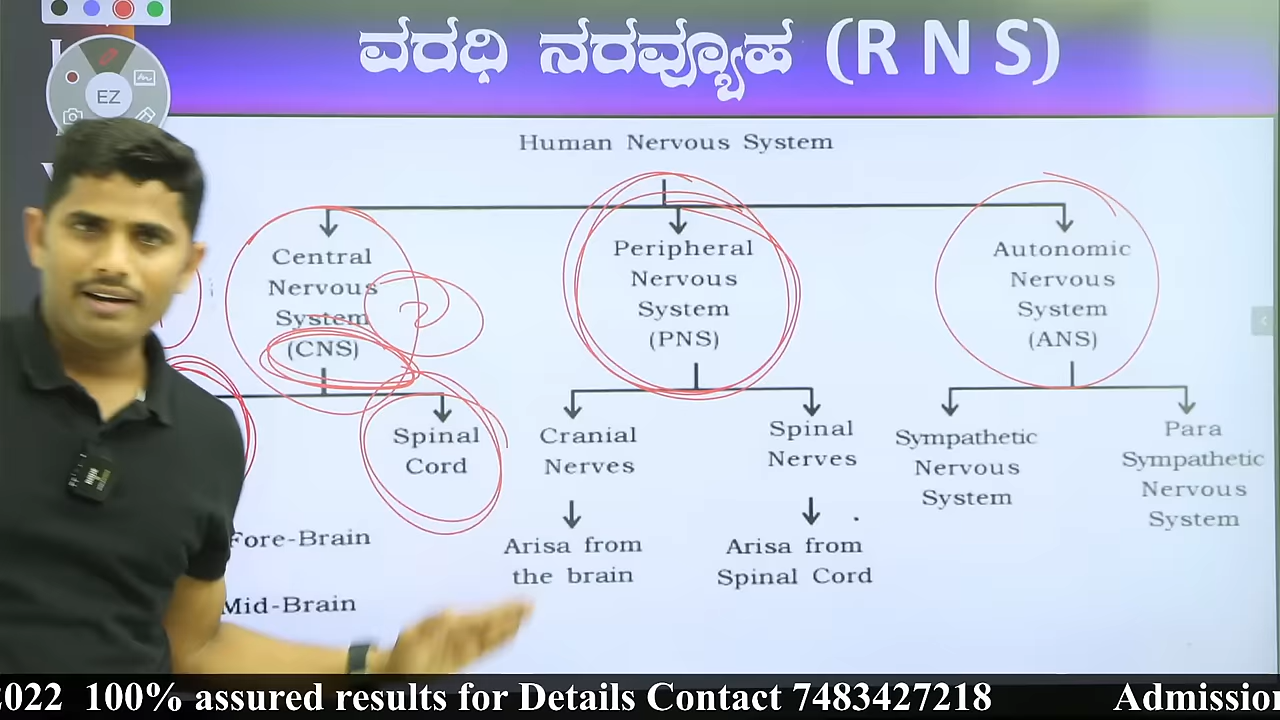 ವರಧಿ ನರವ್ಯೂಹ (R N S)
EZ
Human Nervous System
Central
Nervous
System
(CNS)
Peripheral
Nervous
System
(PNS)
Autonomic
Nervous
System
(ANS)
Spinal
Cord
Cranial
Nerves
Spinal
Nerves
Sympathetic
Nervous
System
Para
Sympathetic
Nervous
System
Fore-Brain
Arisa from
the brain
Arisa from
Spinal Cord
Mid-Brain
2022 100% assured results for Details Contact 7483427218 Admission